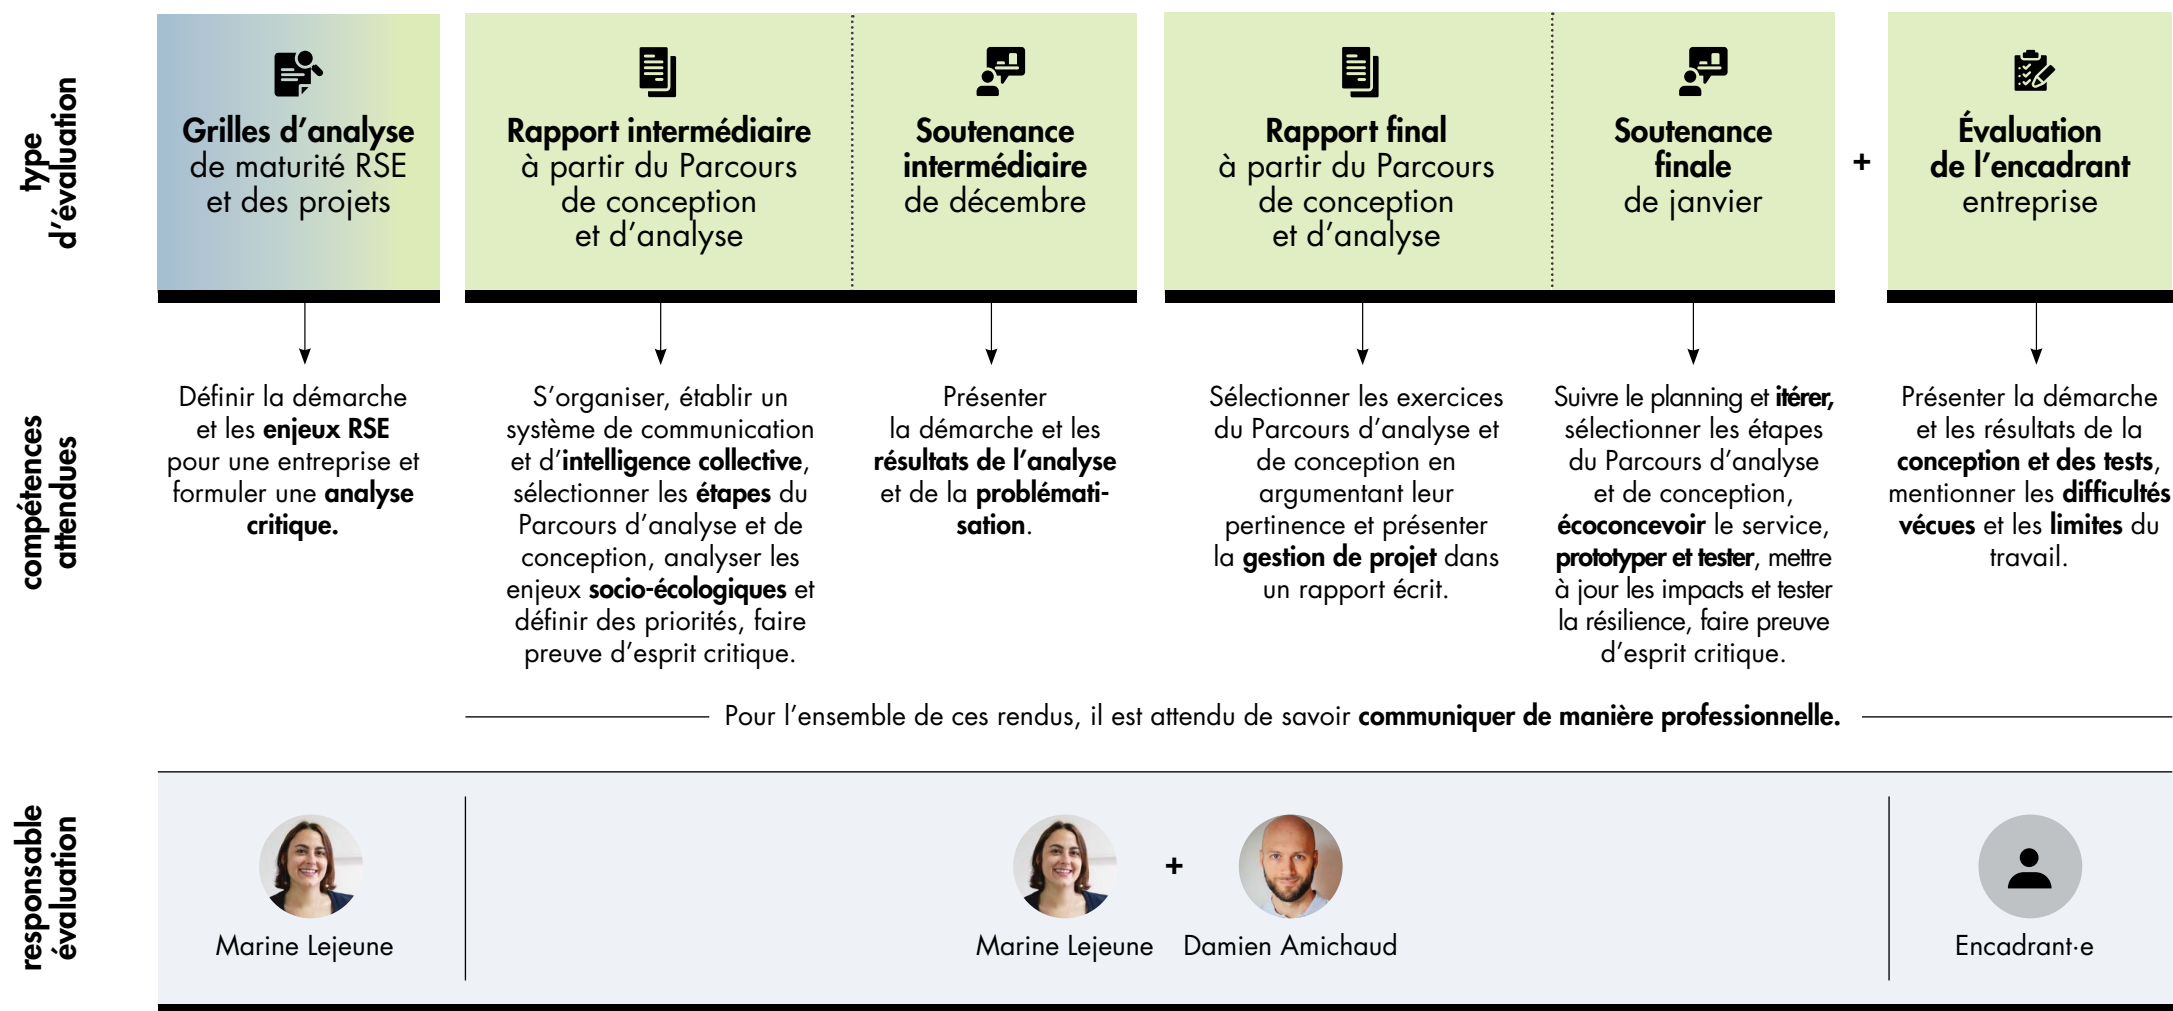 type
d'évaluation
Grilles d'analyse
de maturité RSE
et des projets
Rapport intermédiaire
à partir du Parcours
de conception
et d'analyse
Soutenance
intermédiaire
de décembre
Rapport final
à partir du Parcours
de conception
et d'analyse
Soutenance
finale
de janvier
+
Évaluation
de l'encadrant
entreprise
compétences
attendues
Définir la démarche
et les enjeux RSE
pour une entreprise et
formuler une analyse
critique.
S'organiser, établir un
système de communication
et d'intelligence collective,
sélectionner les étapes du
Parcours d'analyse et de
conception, analyser les
enjeux socio-écologiques et
définir des priorités, faire
preuve d'esprit critique.
Présenter
la démarche et les
résultats de l'analyse
et de la problémati-
sation.
Sélectionner les exercices
du Parcours d'analyse et
de conception en
argumentant leur
pertinence et présenter
la gestion de projet dans
un rapport écrit.
Suivre le planning et itérer,
sélectionner les étapes
du Parcours d'analyse
et de conception,
écoconcevoir le service,
prototyper et tester, mettre
à jour les impacts et tester
la résilience, faire preuve
d'esprit critique.
Présenter la démarche
et les résultats de la
conception et des tests,
mentionner les difficultés
vécues et les limites du
travail.
Pour l'ensemble de ces rendus, il est attendu de savoir communiquer de manière professionnelle.
responsable
évaluation
Marine Lejeune
Marine Lejeune
+
Damien Amichaud
Encadrant·e